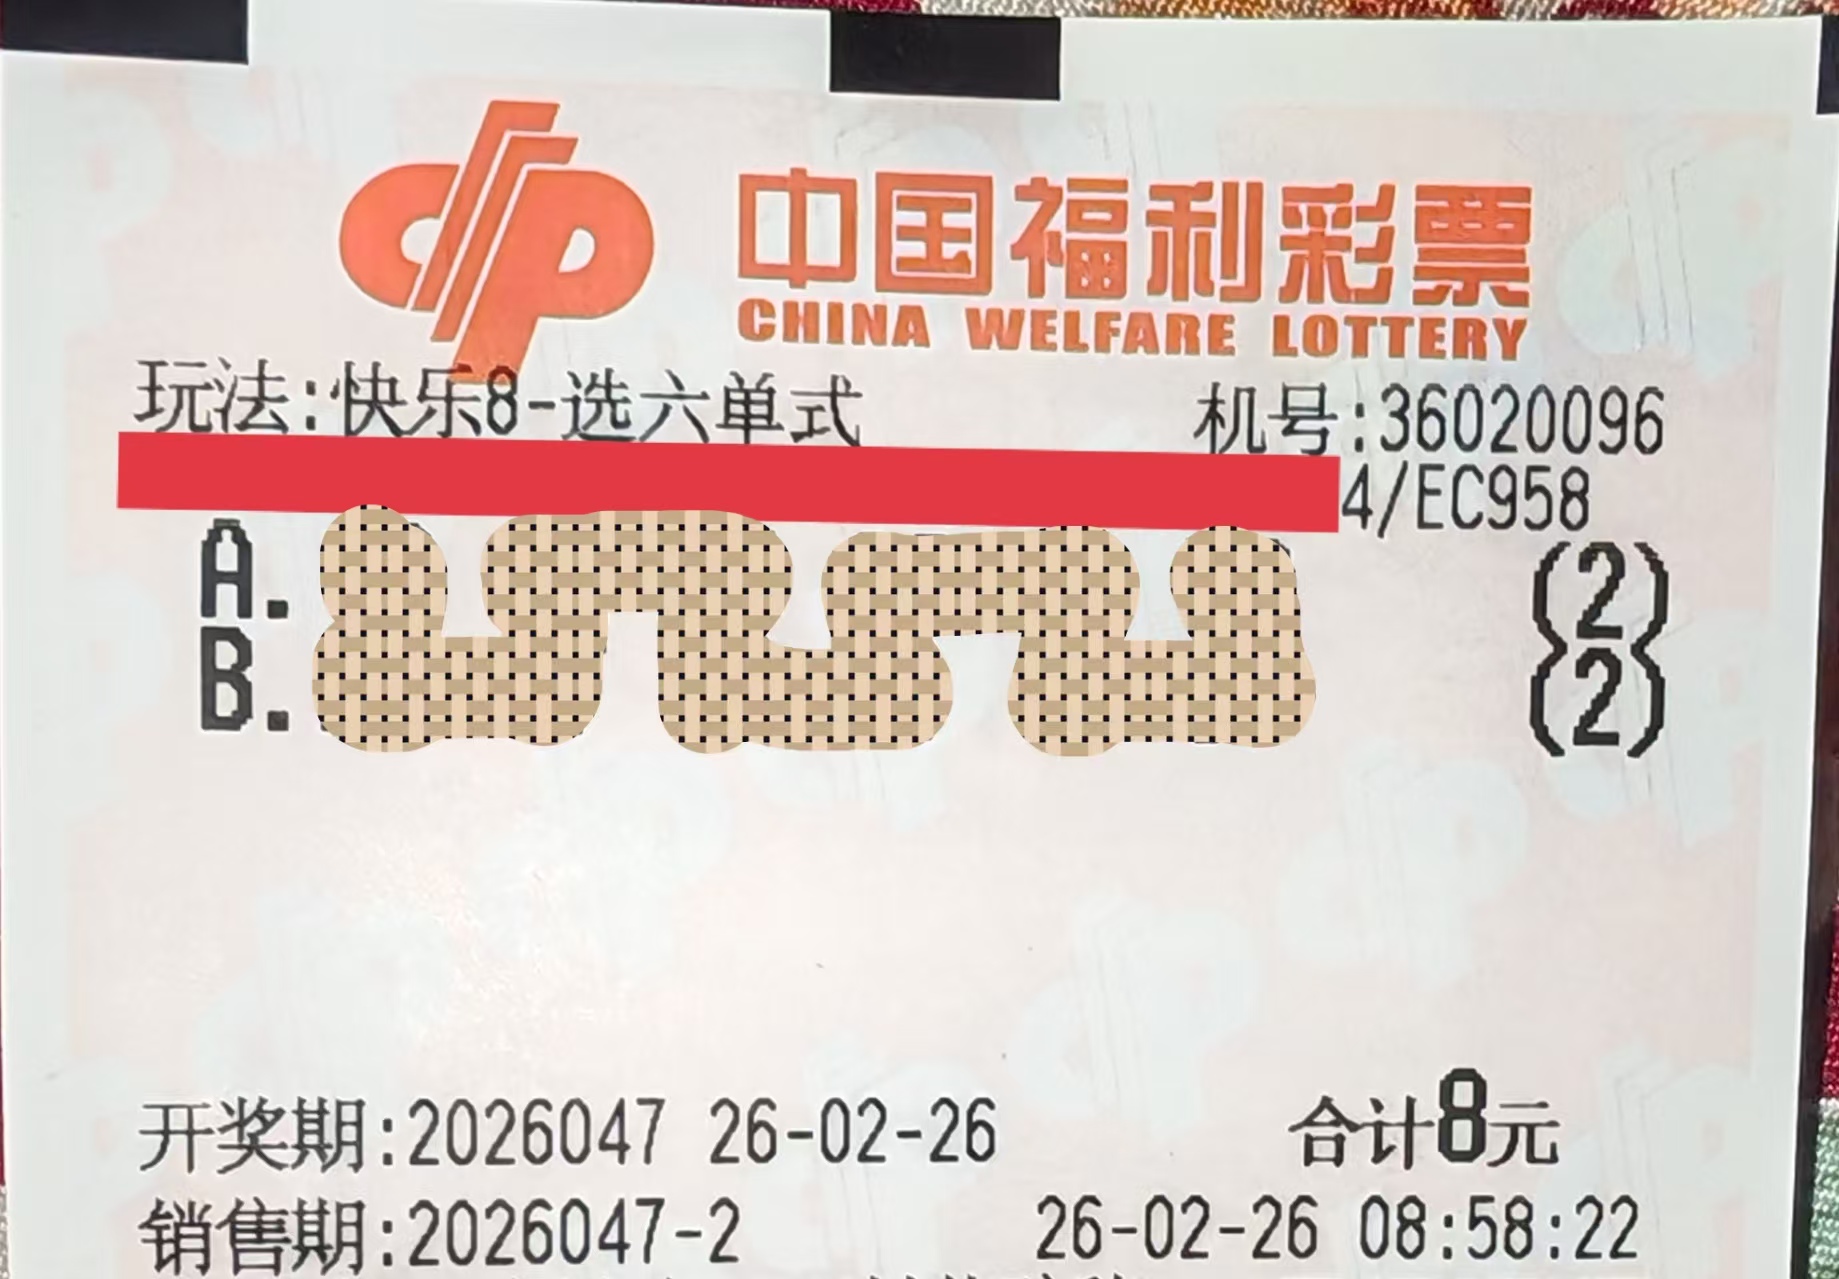 中国福利彩票
CHINA WELFARE LOTTERY
玩法:快乐8-选六单式 机号:36020096
4/EC958
A. (2)
B. (2)
开奖期:2026047 26-02-26 合计8元
销售期:2026047-2 26-02-26 08:58:22